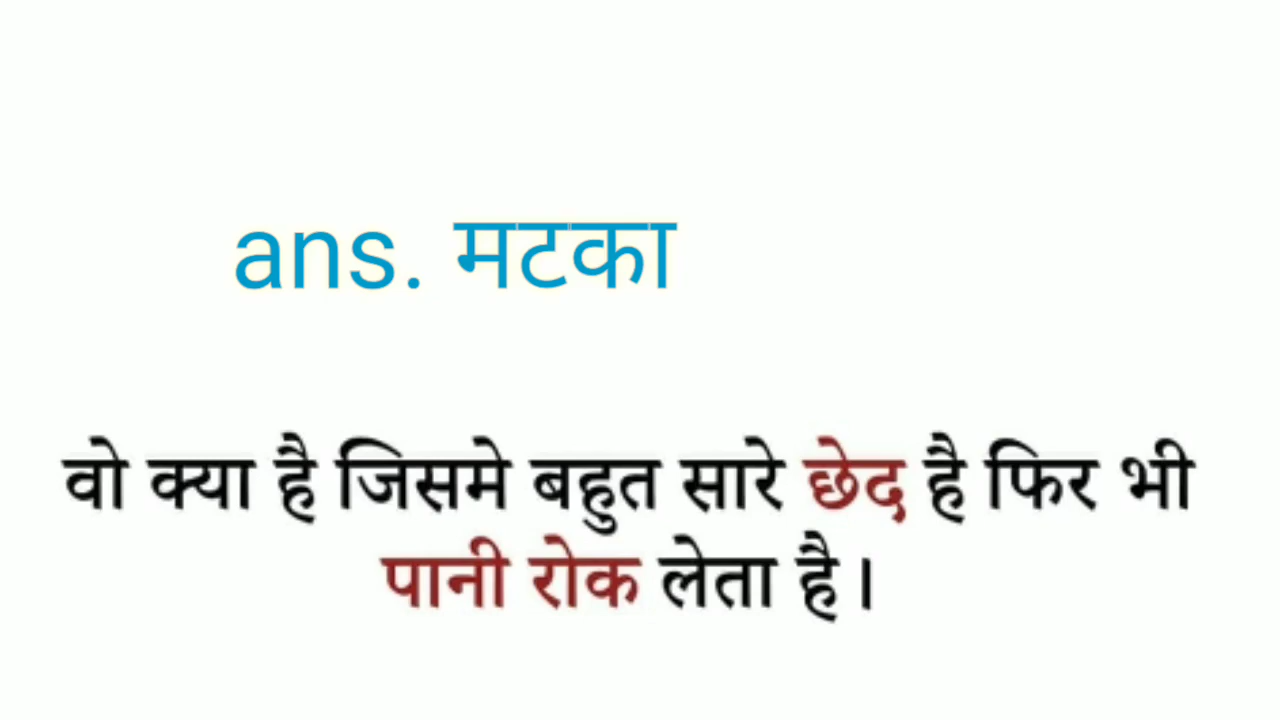 ans. मटका
वो क्या है जिसमे बहुत सारे छेद है फिर भी
पानी रोक लेता है।